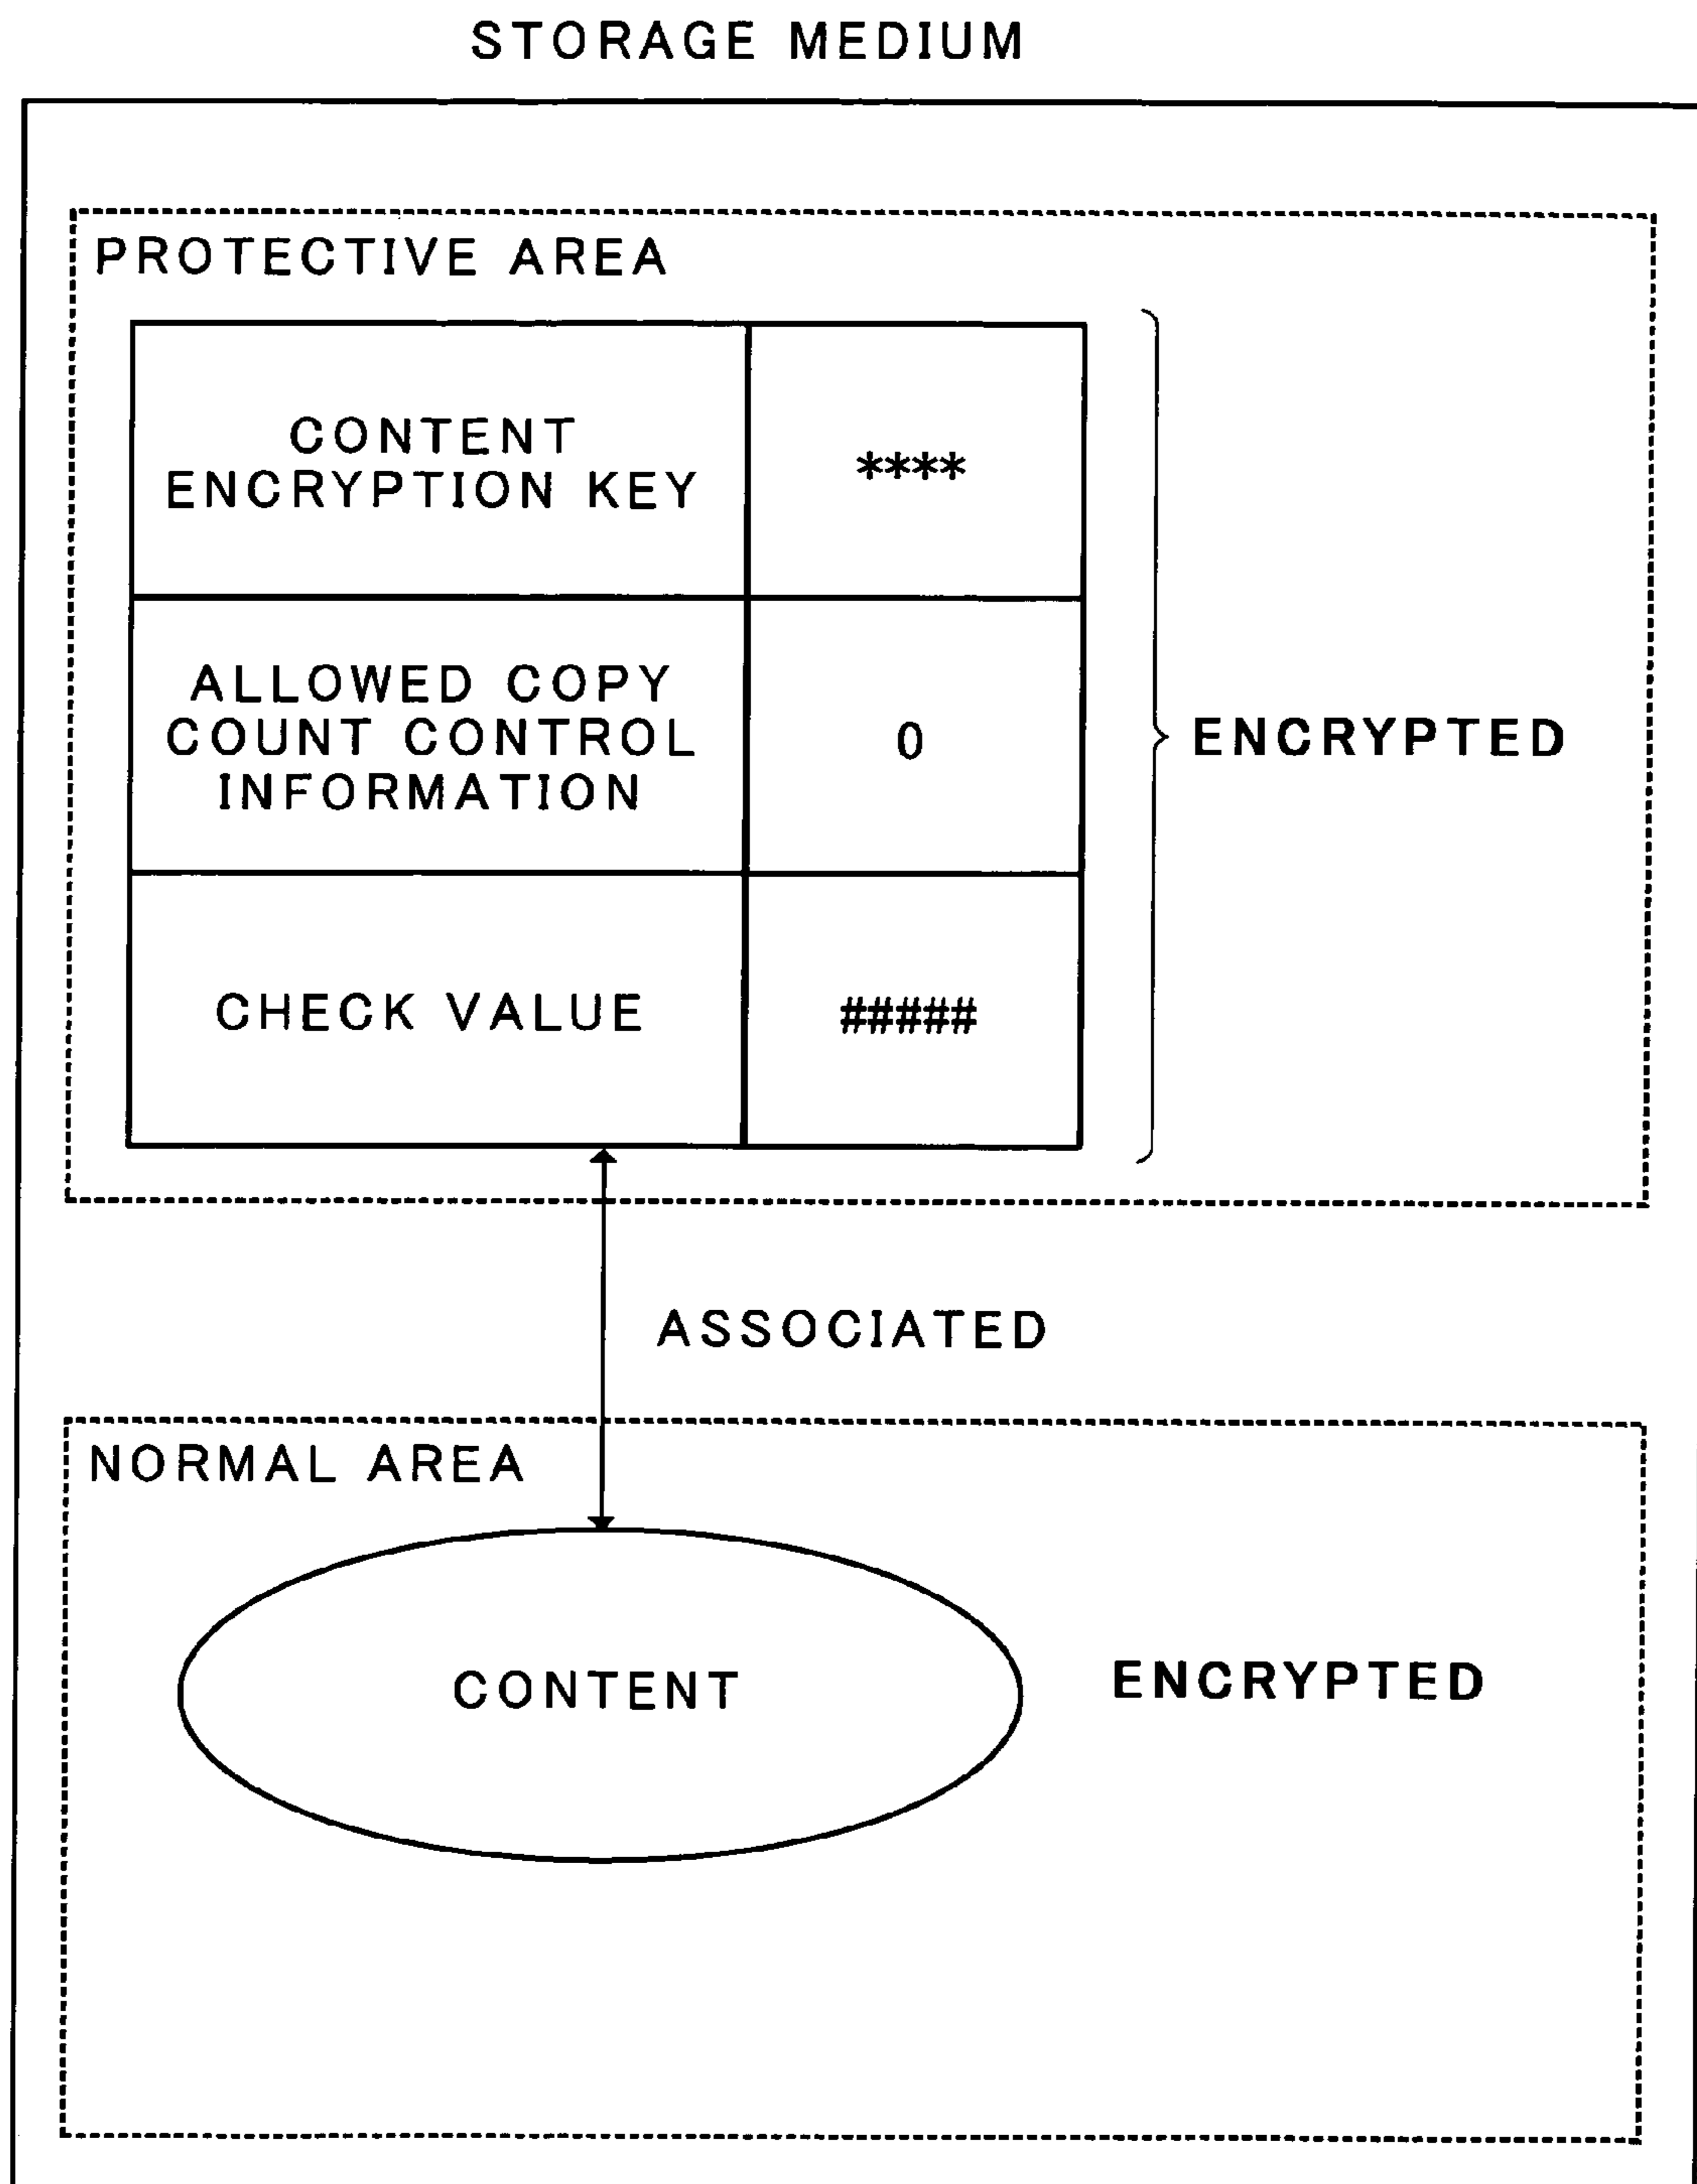 STORAGE MEDIUM
PROTECTIVE AREA
CONTENT
ENCRYPTION KEY
****
ALLOWED COPY
COUNT CONTROL
INFORMATION
0
ENCRYPTED
CHECK VALUE
#####
ASSOCIATED
NORMAL AREA
CONTENT
ENCRYPTED